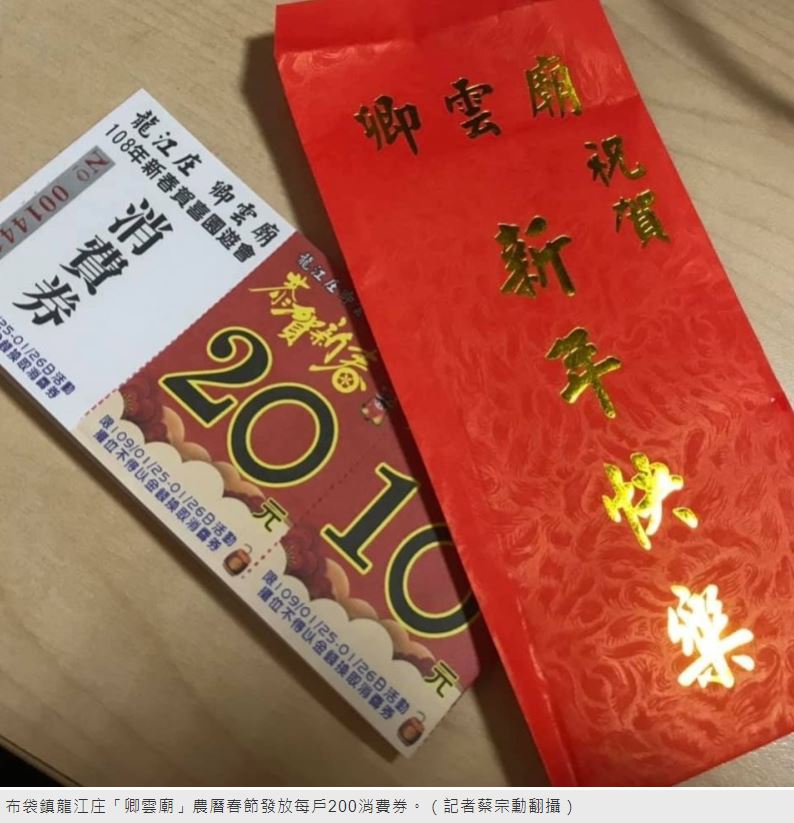 卿雲廟
祝賀
新年快樂
龍江庄 卿雲廟
108年新春賀喜園遊會
No
消費券
恭賀新春
20元
限109/01/25-01/26日活動
攤位不得以金錢換取消費券
10元
限109/01/25-01/26日活動
攤位不得以金錢換取消費券
布袋鎮龍江庄「卿雲廟」農曆春節發放每戶200消費券。(記者蔡宗勳翻攝)